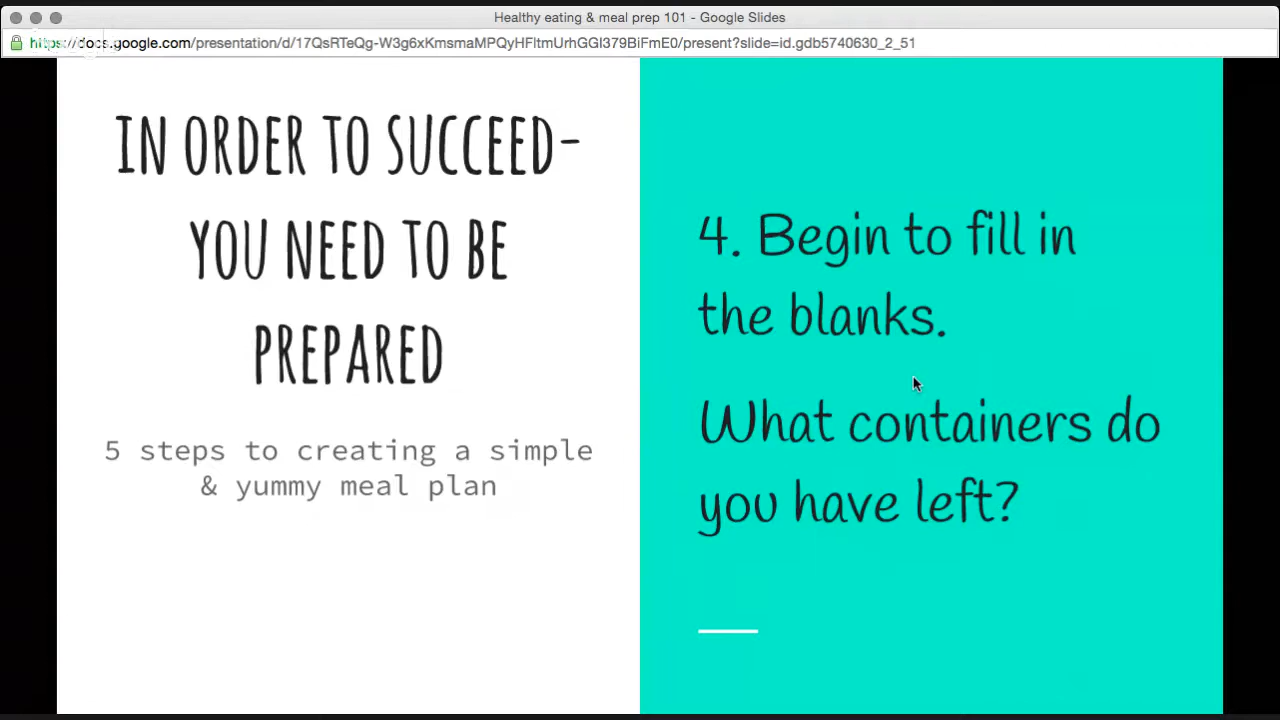 Healthy eating & meal prep 101 - Google Slides
https://docs.google.com/presentation/d/17QsRTeQg-W3g6xKmsmaMPQyHFltmUrhGGI379BiFmE0/present?slide=id.gdb5740630_2_51
IN ORDER TO SUCCEED-
YOU NEED TO BE
PREPARED
5 steps to creating a simple
& yummy meal plan
4. Begin to fill in
the blanks.
What containers do
you have left?